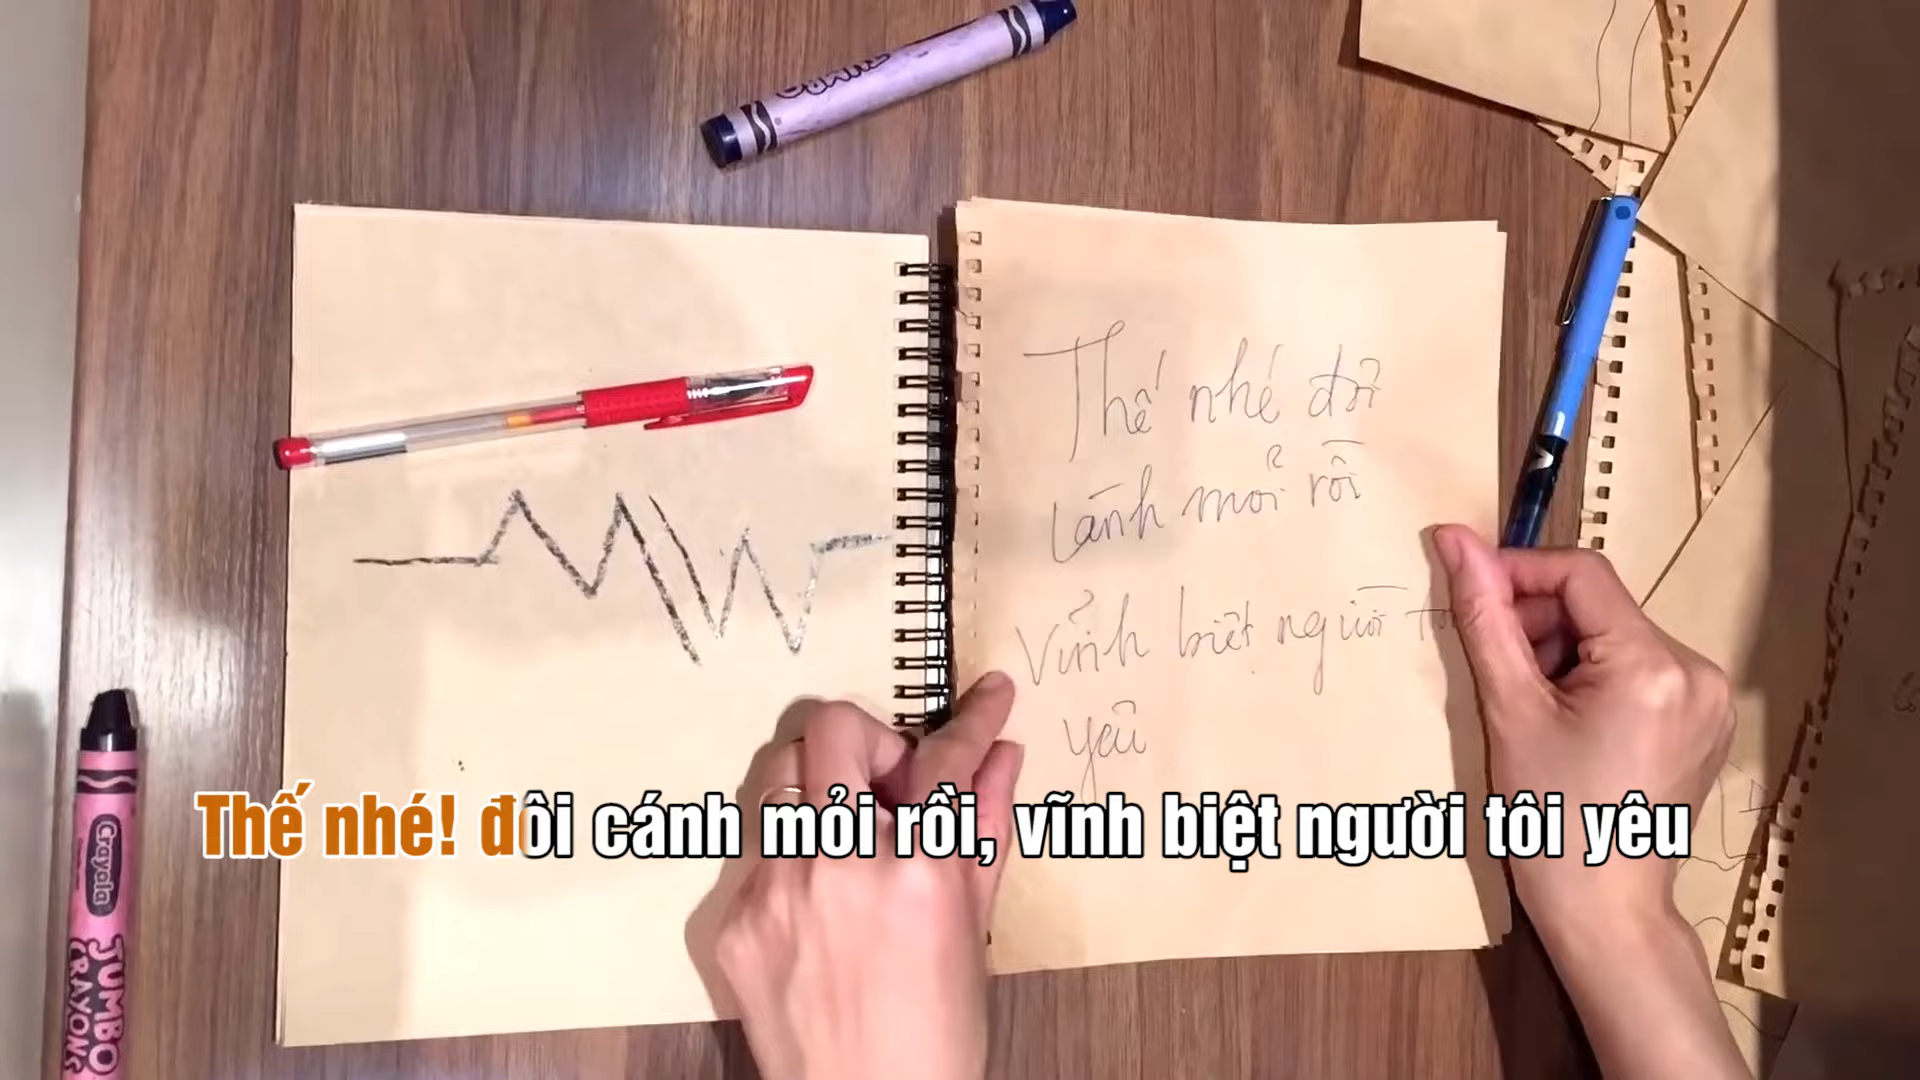 Thế nhé đôi
cánh mỏi rồi
Vĩnh biệt người tôi
yêu
Thế nhé! đôi cánh mỏi rồi, vĩnh biệt người tôi yêu
Crayola
JUMBO
CRAYONS